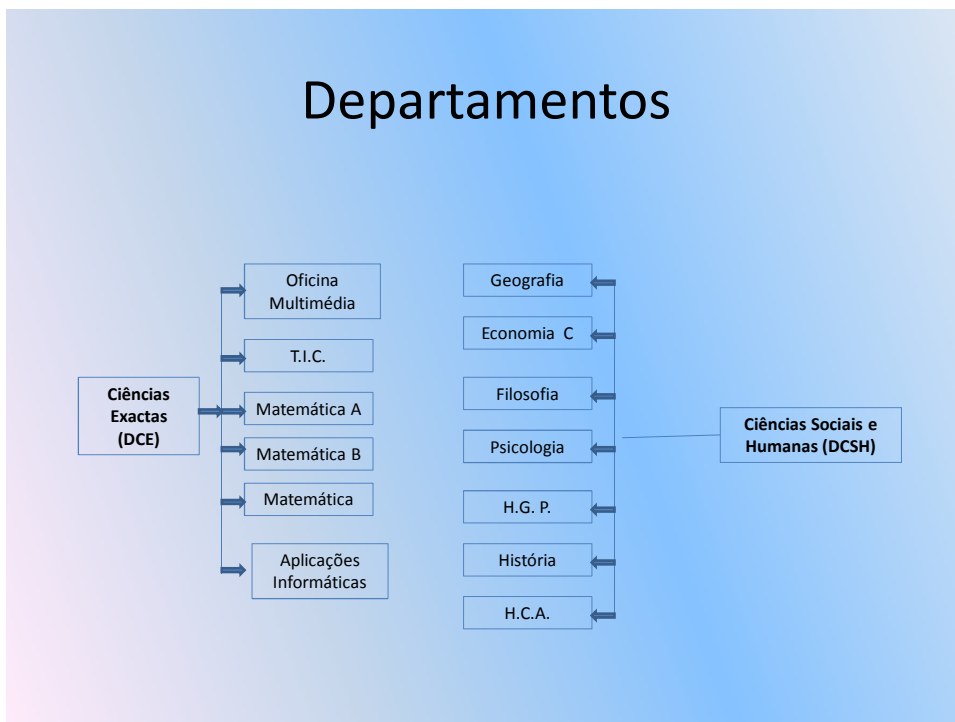 Departamentos
Ciências
Exactas
(DCE)
Oficina
Multimédia
T.I.C.
Matemática A
Matemática B
Matemática
Aplicações
Informáticas
Geografia
Economia C
Filosofia
Psicologia
H.G. P.
História
H.C.A.
Ciências Sociais e
Humanas (DCSH)